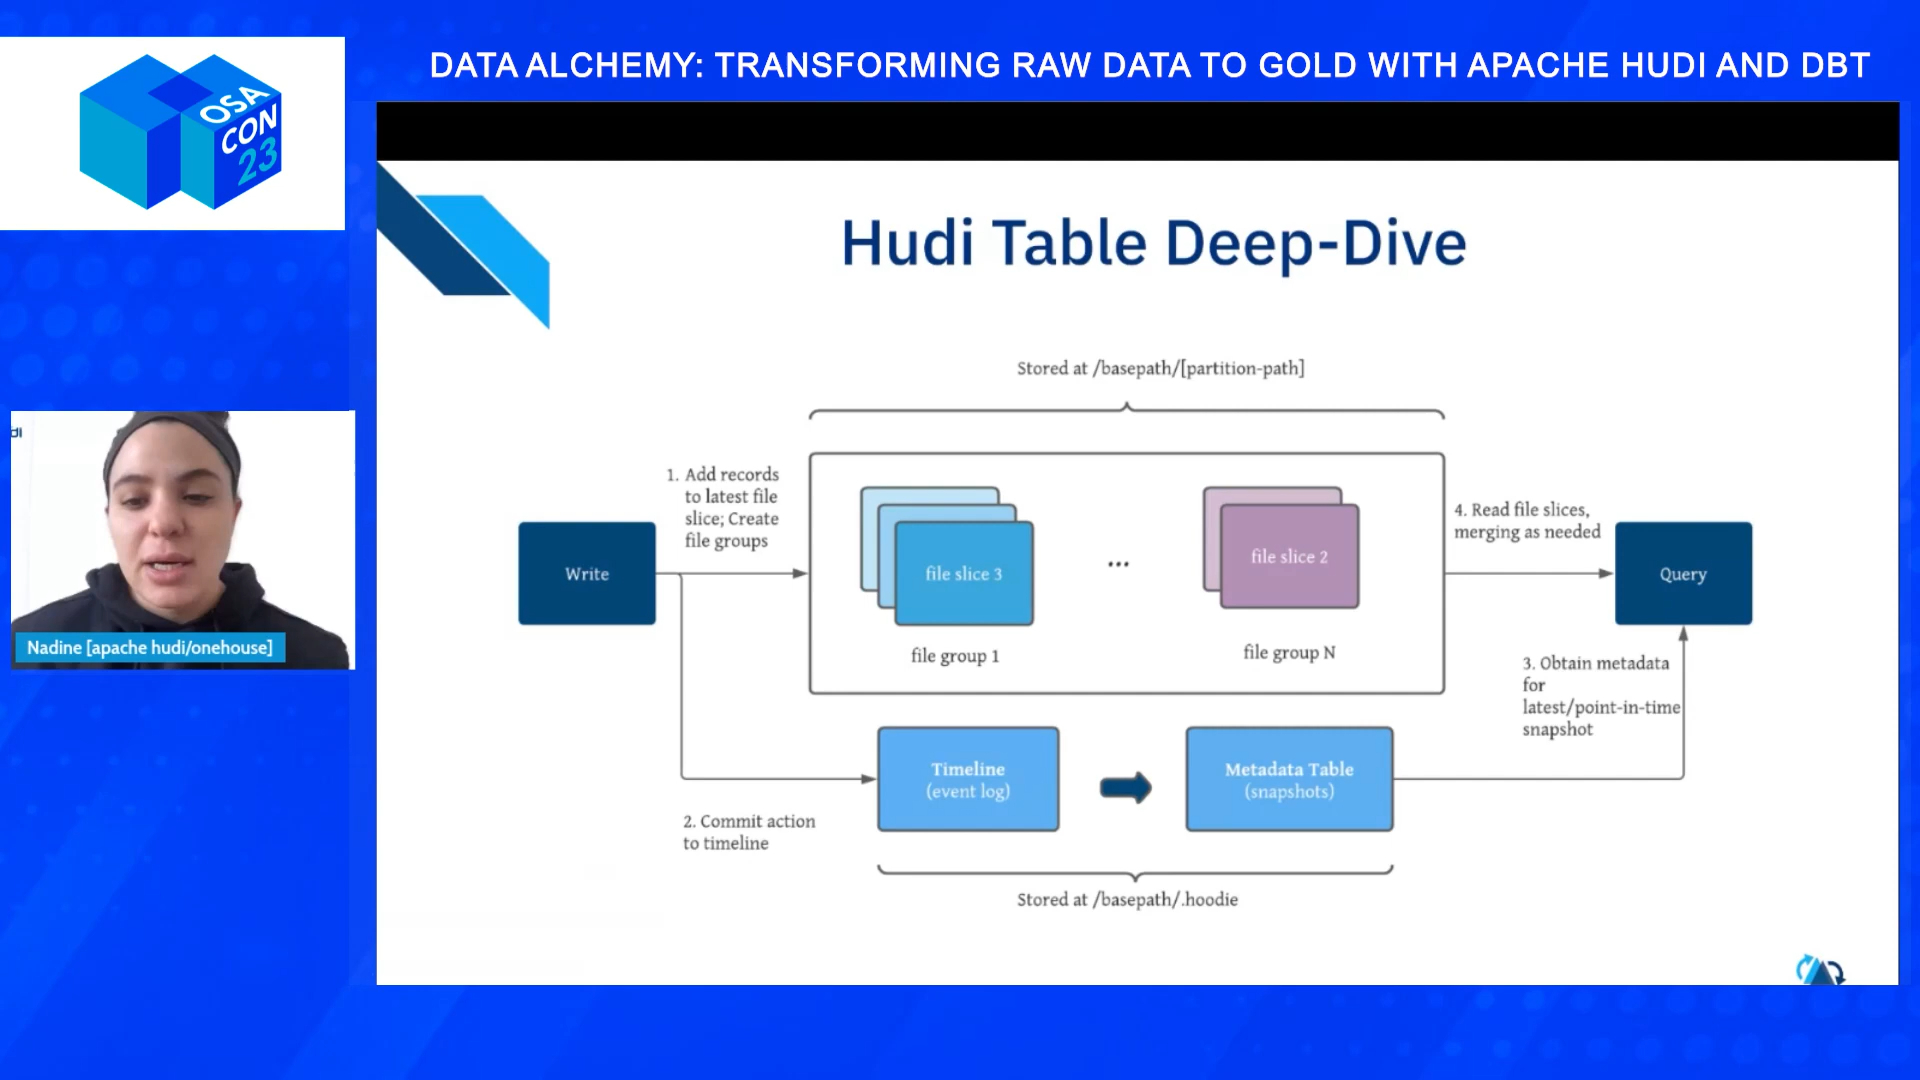 DATA ALCHEMY: TRANSFORMING RAW DATA TO GOLD WITH APACHE HUDI AND DBT
OSA
CON
23
Hudi Table Deep-Dive
Stored at /basepath/[partition-path]
1. Add records
to latest file
slice; Create
file groups
Write
file slice 3
...
file slice 2
file group 1
file group N
4. Read file slices,
merging as needed
Query
3. Obtain metadata
for
latest/point-in-time
snapshot
Timeline
(event log)
Metadata Table
(snapshots)
2. Commit action
to timeline
Stored at /basepath/.hoodie
di
Nadine [apache hudi/onehouse]